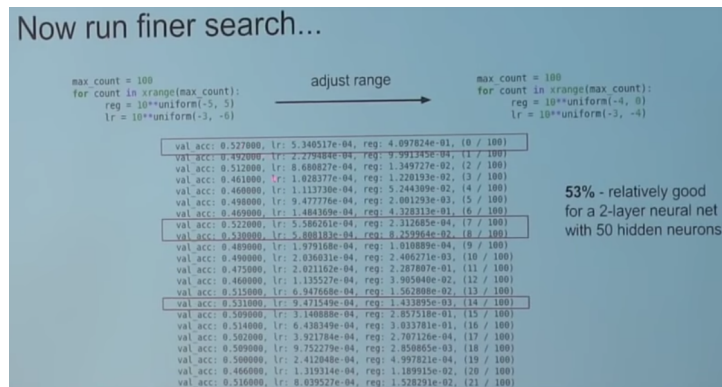 Now run finer search...
max_count = 100
for count in xrange(max_count):
reg = 10**uniform(-5, 5)
lr = 10**uniform(-3, -6)
adjust range
max_count = 100
for count in xrange(max_count):
reg = 10**uniform(-4, 0)
lr = 10**uniform(-3, -4)
val_acc: 0.527000, lr: 5.340517e-04, reg: 4.097824e-01, (0 / 100)
val_acc: 0.492000, lr: 2.279484e-04, reg: 9.991345e-04, (1 / 100)
val_acc: 0.512000, lr: 8.680827e-04, reg: 1.349727e-02, (2 / 100)
val_acc: 0.461000, lr: 1.028377e-04, reg: 1.220193e-02, (3 / 100)
val_acc: 0.460000, lr: 1.113730e-04, reg: 5.244309e-02, (4 / 100)
val_acc: 0.498000, lr: 9.477776e-04, reg: 2.001293e-03, (5 / 100)
val_acc: 0.469000, lr: 1.484369e-04, reg: 4.328313e-01, (6 / 100)
val_acc: 0.522000, lr: 5.586261e-04, reg: 2.312685e-04, (7 / 100)
val_acc: 0.530000, lr: 5.808183e-04, reg: 8.259964e-02, (8 / 100)
val_acc: 0.489000, lr: 1.979168e-04, reg: 1.010889e-04, (9 / 100)
val_acc: 0.490000, lr: 2.036031e-04, reg: 2.406271e-03, (10 / 100)
val_acc: 0.475000, lr: 2.021162e-04, reg: 2.287807e-01, (11 / 100)
val_acc: 0.460000, lr: 1.135527e-04, reg: 3.905040e-02, (12 / 100)
val_acc: 0.515000, lr: 6.947668e-04, reg: 1.562808e-02, (13 / 100)
val_acc: 0.531000, lr: 9.471549e-04, reg: 1.433895e-03, (14 / 100)
val_acc: 0.509000, lr: 3.140888e-04, reg: 2.857518e-01, (15 / 100)
val_acc: 0.514000, lr: 6.438349e-04, reg: 3.033781e-01, (16 / 100)
val_acc: 0.502000, lr: 3.921784e-04, reg: 2.707126e-04, (17 / 100)
val_acc: 0.509000, lr: 9.752279e-04, reg: 2.850865e-03, (18 / 100)
val_acc: 0.500000, lr: 2.412048e-04, reg: 4.997821e-04, (19 / 100)
val_acc: 0.466000, lr: 1.319314e-04, reg: 1.189915e-02, (20 / 100)
val_acc: 0.516000, lr: 8.039527e-04, reg: 1.528291e-02, (21 / 100)
53% - relatively good
for a 2-layer neural net
with 50 hidden neurons